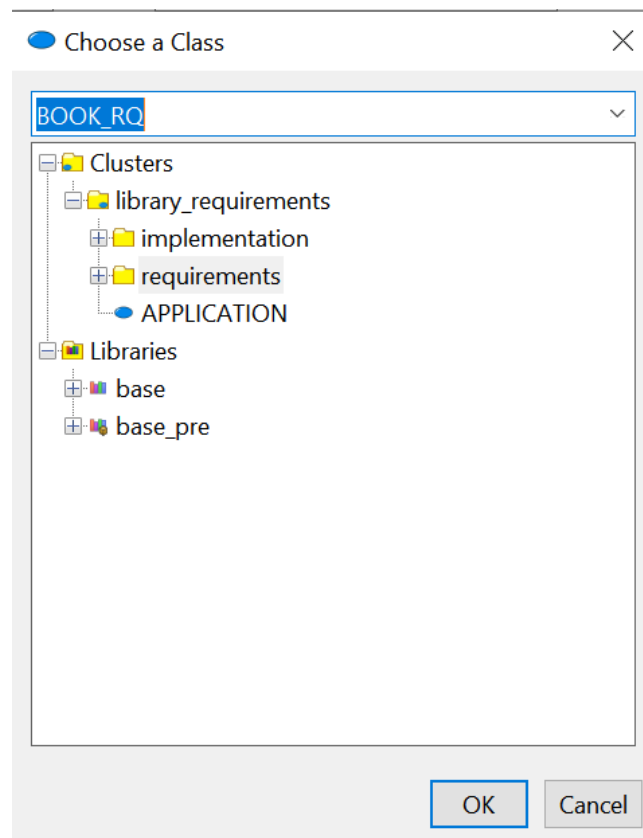 Choose a Class
BOOK_RQ
Clusters
library_requirements
implementation
requirements
APPLICATION
Libraries
base
base_pre
OK
Cancel